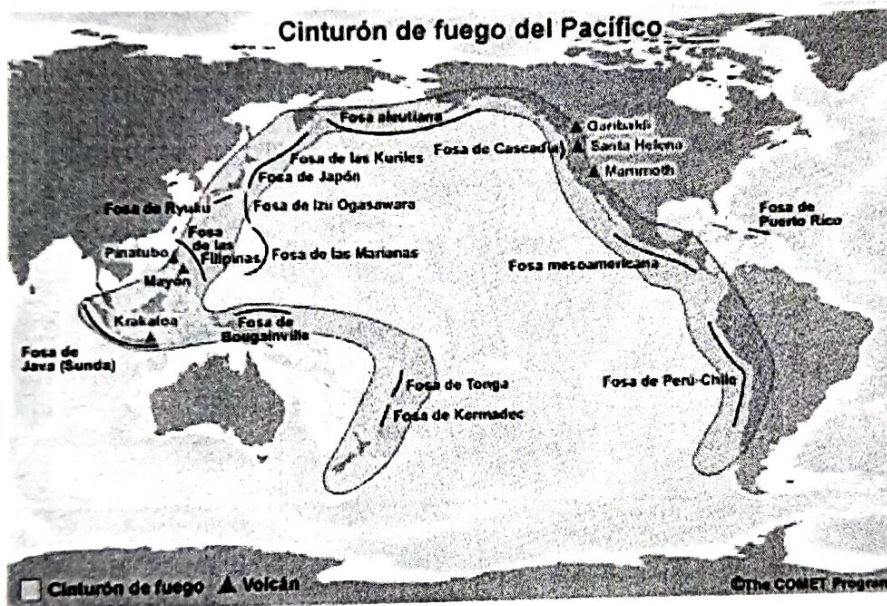 Cinturón de fuego del Pacífico
Fosa aleutiana
Garibaldi
Fosa de Cascadia
Santa Helena
Fosa de las Kuriles
Mammoth
Fosa de Japón
Fosa de Ryuku
Fosa de Izu Ogasawara
Fosa de
Puerto Rico
Fosa
de las
Filipinas
Pinatubo
Fosa de las Marianas
Mayón
Fosa mesoamericana
Krakatoa
Fosa de
Bougainville
Fosa de
Java (Sunda)
Fosa de Tonga
Fosa de Perú-Chile
Fosa de Kermadec
Cinturón de fuego
Volcán
©The COMET Program